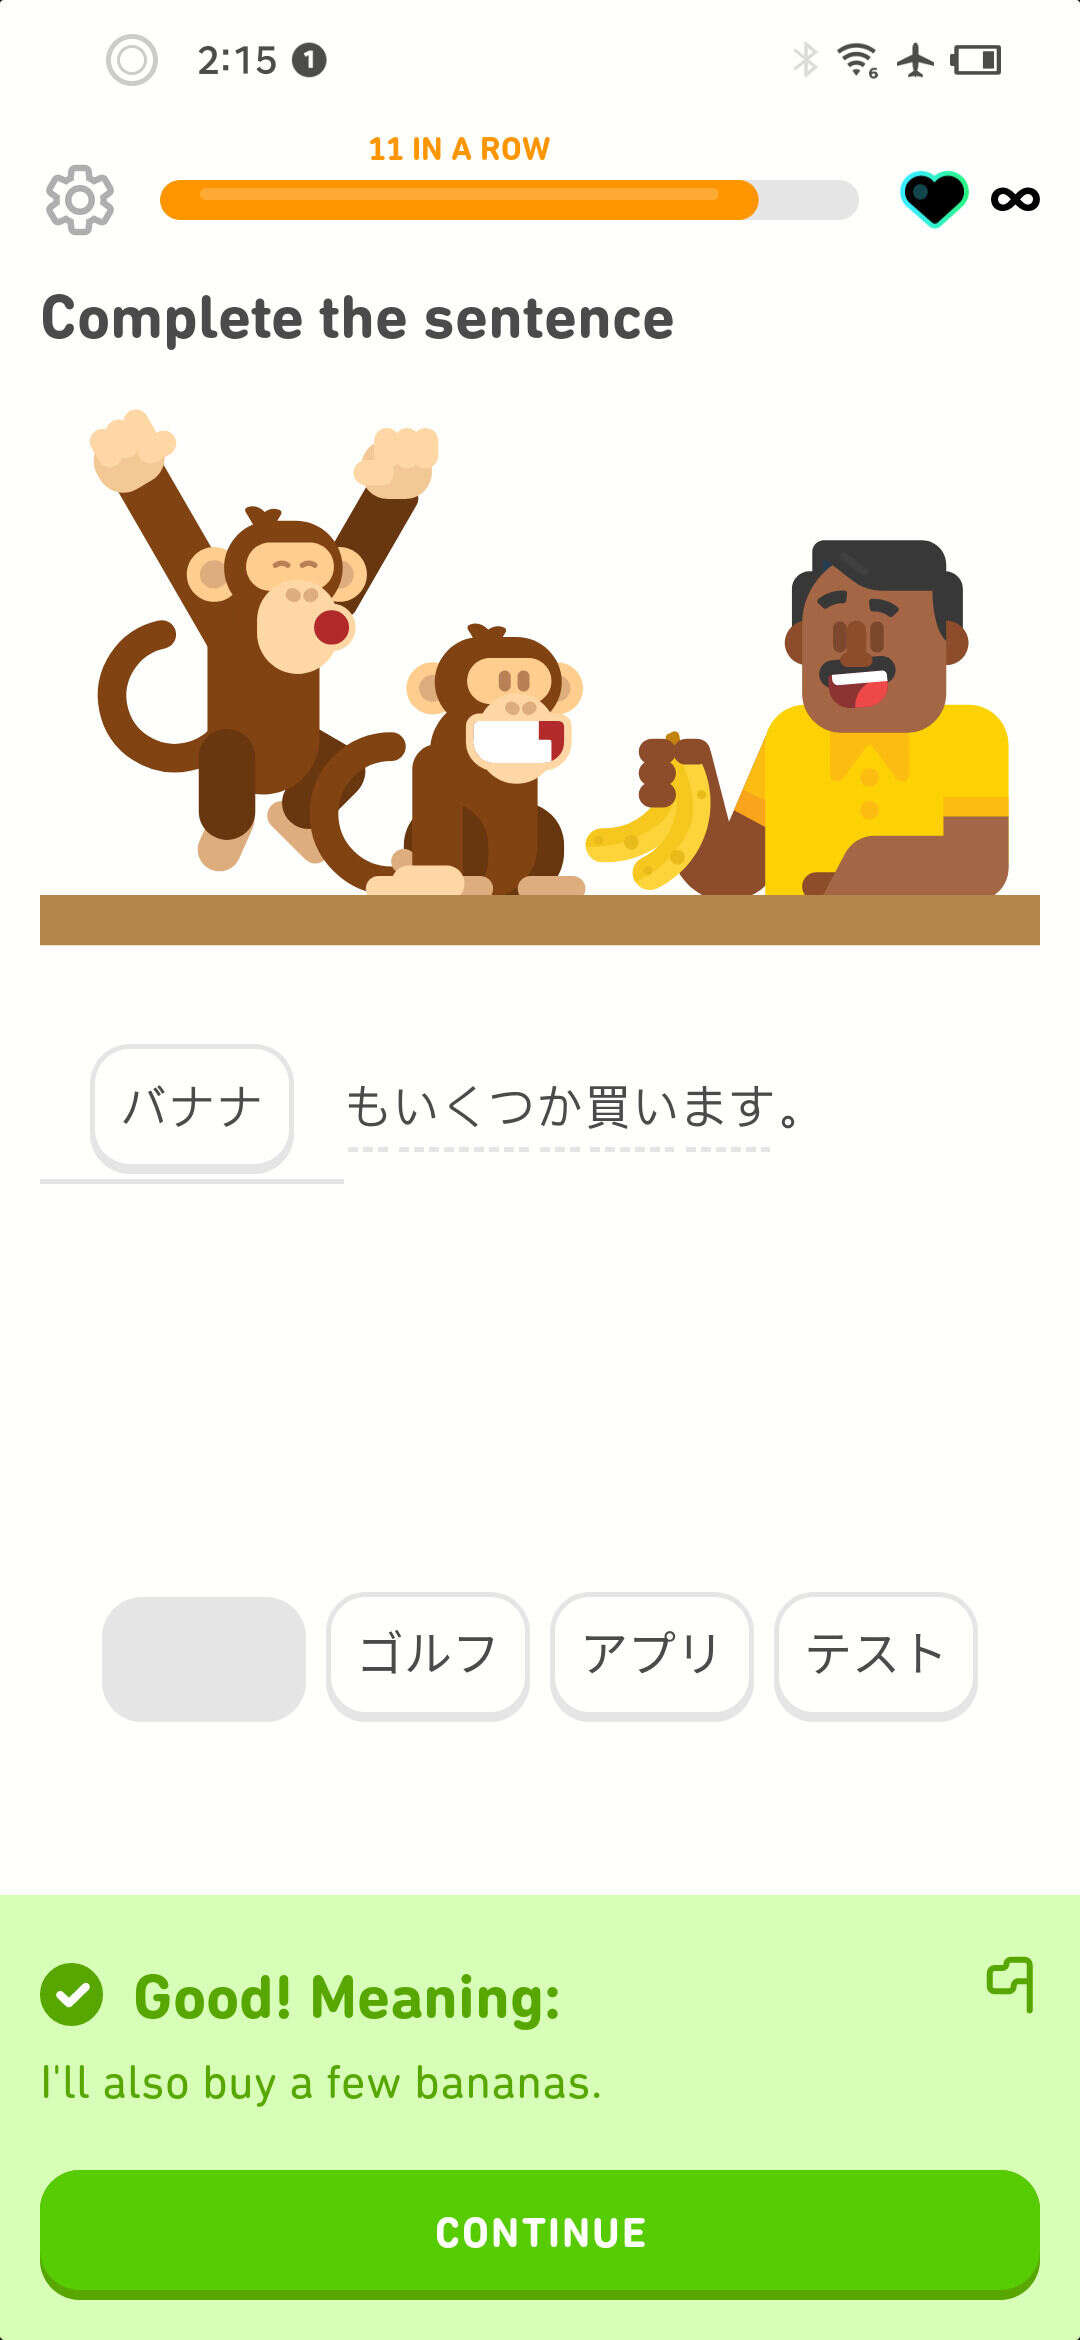 2:15 1
6
11 IN A ROW
Complete the sentence
バナナ もいくつか買います。
ゴルフ アプリ テスト
Good! Meaning:
I'll also buy a few bananas.
CONTINUE